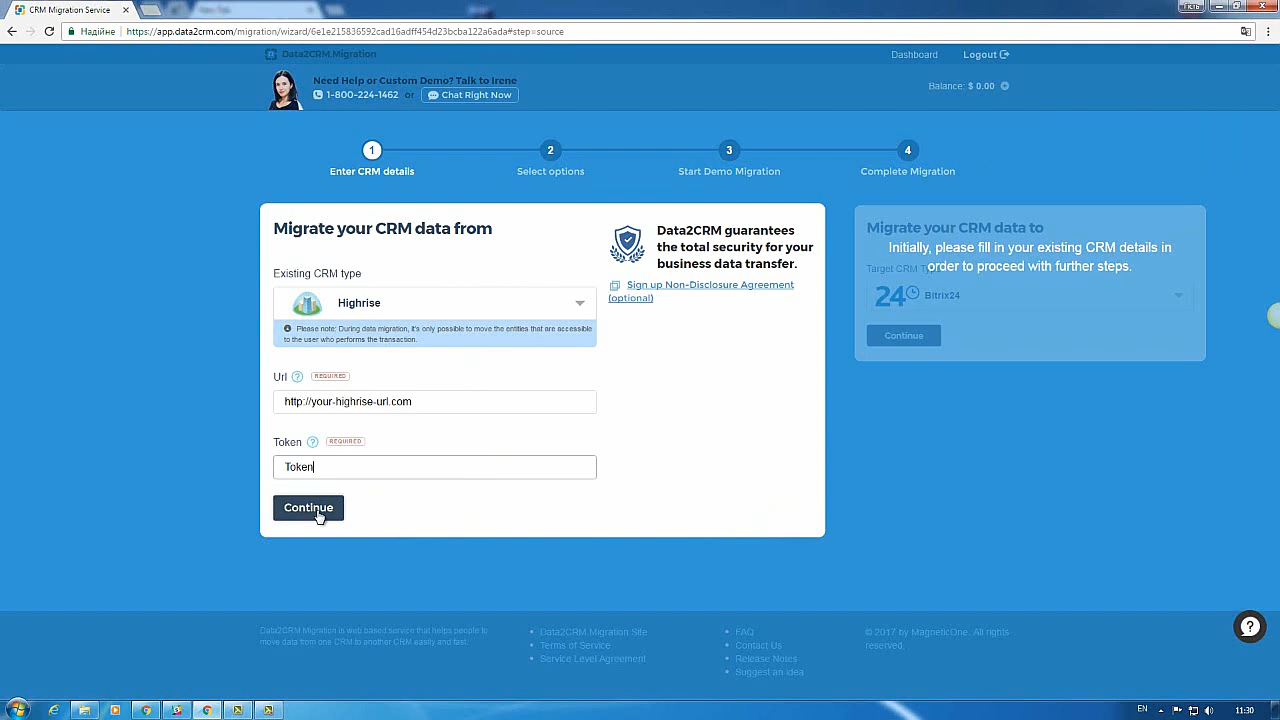 CRM Migration Service
New Tab
Надійне
https://app.data2crm.com/migration/wizard/6e1e215836592cad16adff454d23bcba122a6ada#step=source
Data2CRM.Migration
Dashboard
Logout
Need Help or Custom Demo? Talk to Irene
1-800-224-1462 or Chat Right Now
Balance: $ 0.00
1
2
3
4
Enter CRM details
Select options
Start Demo Migration
Complete Migration
Migrate your CRM data from
Existing CRM type
Highrise
Please note: During data migration, it's only possible to move the entities that are accessible
to the user who performs the transaction.
Url ? REQUIRED
http://your-highrise-url.com
Token ? REQUIRED
Token
Continue
Data2CRM guarantees
the total security for your
business data transfer.
Sign up Non-Disclosure Agreement
(optional)
Migrate your CRM data to
Initially, please fill in your existing CRM details in
order to proceed with further steps.
Target CRM
24 Bitrix24
Continue
?
Data2CRM.Migration is web based service that helps people to
move data from one CRM to another CRM easily and fast.
Data2CRM.Migration Site
Terms of Service
Service Level Agreement
FAQ
Contact Us
Release Notes
Suggest an idea
© 2017 by MagneticOne. All rights
reserved.
EN
11:30